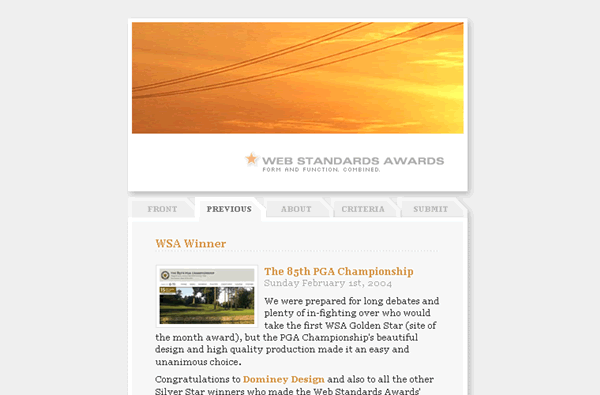 WEB STANDARDS AWARDS
FORM AND FUNCTION, COMBINED.
FRONT PREVIOUS ABOUT CRITERIA SUBMIT
WSA Winner
The 85th PGA Championship
Sunday February 1st, 2004
We were prepared for long debates and
plenty of in-fighting over who would
take the first WSA Golden Star (site of
the month award), but the PGA Championship's beautiful
design and high quality production made it an easy and
unanimous choice.
Congratulations to Dominey Design and also to all the other
Silver Star winners who made the Web Standards Awards'